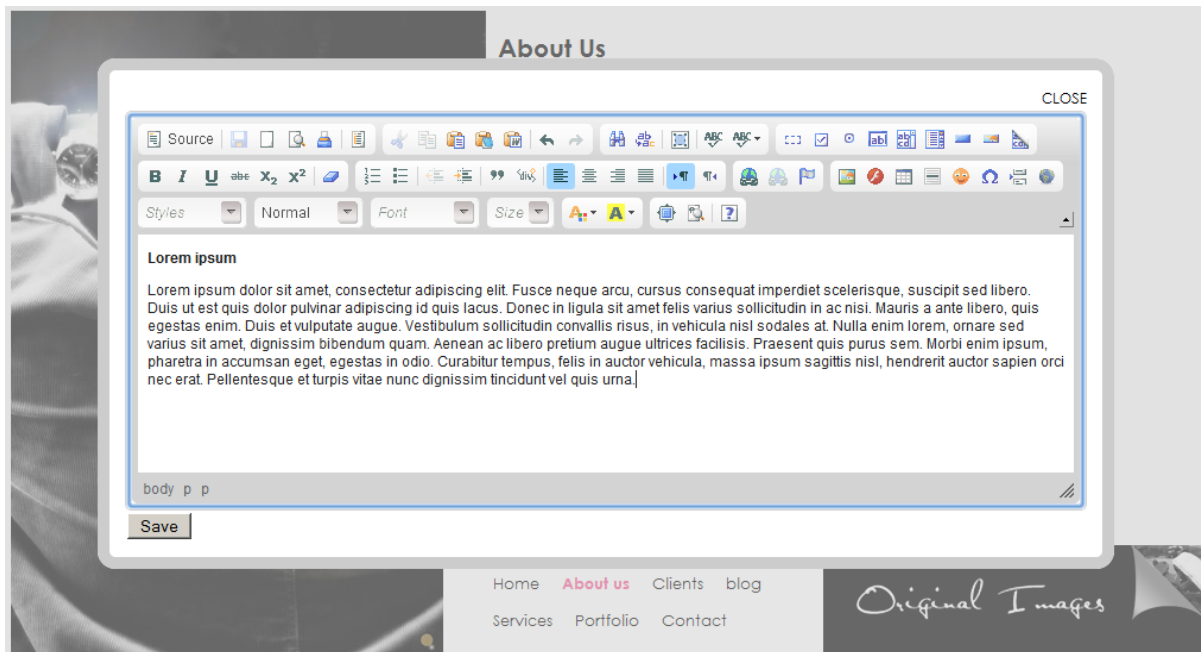 About Us
CLOSE
Source
B I U abc X₂ X²
Styles Normal Font Size
Lorem ipsum
Lorem ipsum dolor sit amet, consectetur adipiscing elit. Fusce neque arcu, cursus consequat imperdiet scelerisque, suscipit sed libero.
Duis ut est quis dolor pulvinar adipiscing id quis lacus. Donec in ligula sit amet felis varius sollicitudin in ac nisi. Mauris a ante libero, quis
egestas enim. Duis et vulputate augue. Vestibulum sollicitudin convallis risus, in vehicula nisl sodales at. Nulla enim lorem, ornare sed
varius sit amet, dignissim bibendum quam. Aenean ac libero pretium augue ultrices facilisis. Praesent quis purus sem. Morbi enim ipsum,
pharetra in accumsan eget, egestas in odio. Curabitur tempus, felis in auctor vehicula, massa ipsum sagittis nisl, hendrerit auctor sapien orci
nec erat. Pellentesque et turpis vitae nunc dignissim tincidunt vel quis urna.
body p p
Save
Home About us Clients blog
Services Portfolio Contact
Original Images